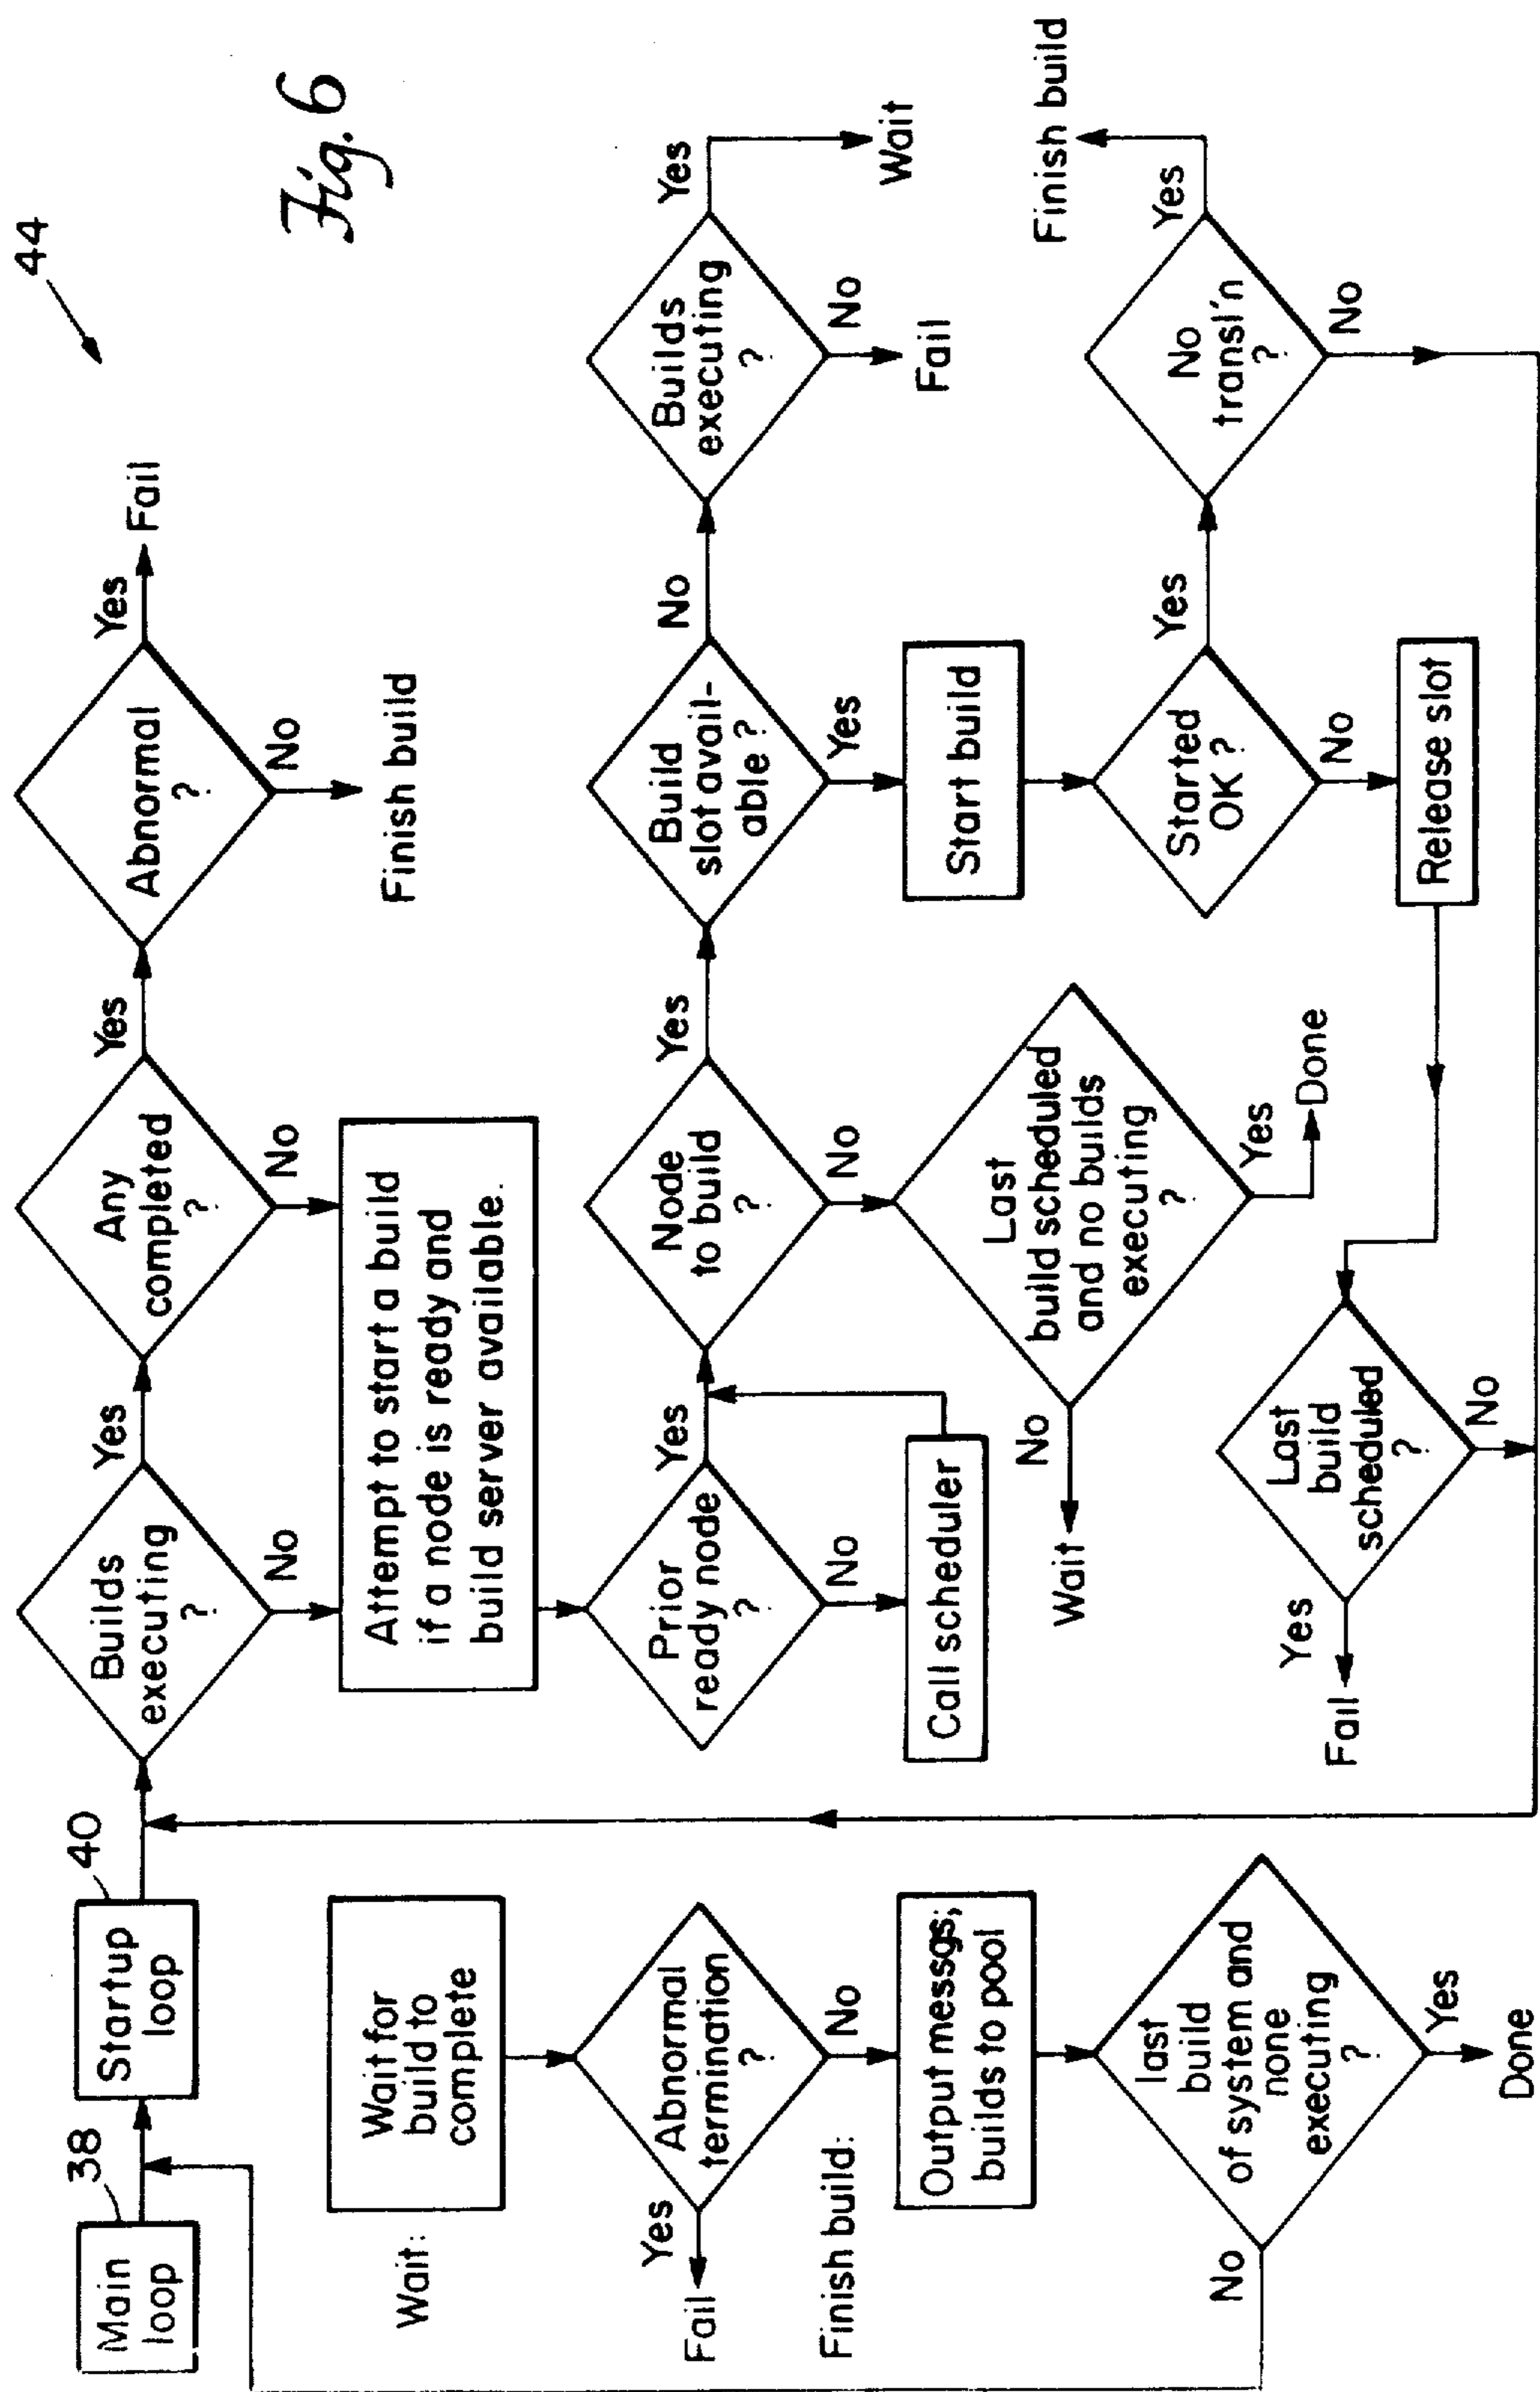 44
Fig. 6
Main
loop
38
Startup
loop
40
Builds
executing
?
Yes
No
Any
completed
?
Yes
No
Abnormal
?
Yes
Fail
No
Finish build
Attempt to start a build
if a node is ready and
build server available.
Prior
ready node
?
Yes
No
Call scheduler
Node
to build
?
Yes
No
Build
slot avail-
able ?
No
Yes
Builds
executing
?
Yes
Wait
No
Fail
Start build
Last
build scheduled
and no builds
executing
?
No
Wait
Yes
Done
Started
OK ?
Yes
No
No
transl'n
?
Yes
Finish build
No
Release slot
Last
build
scheduled
?
Yes
Fail
No
Wait :
Wait for
build to
complete
Abnormal
termination
?
Yes
Fail
No
Finish build:
Output messgs;
builds to pool
last
build
of system and
none
executing
?
No
Yes
Done